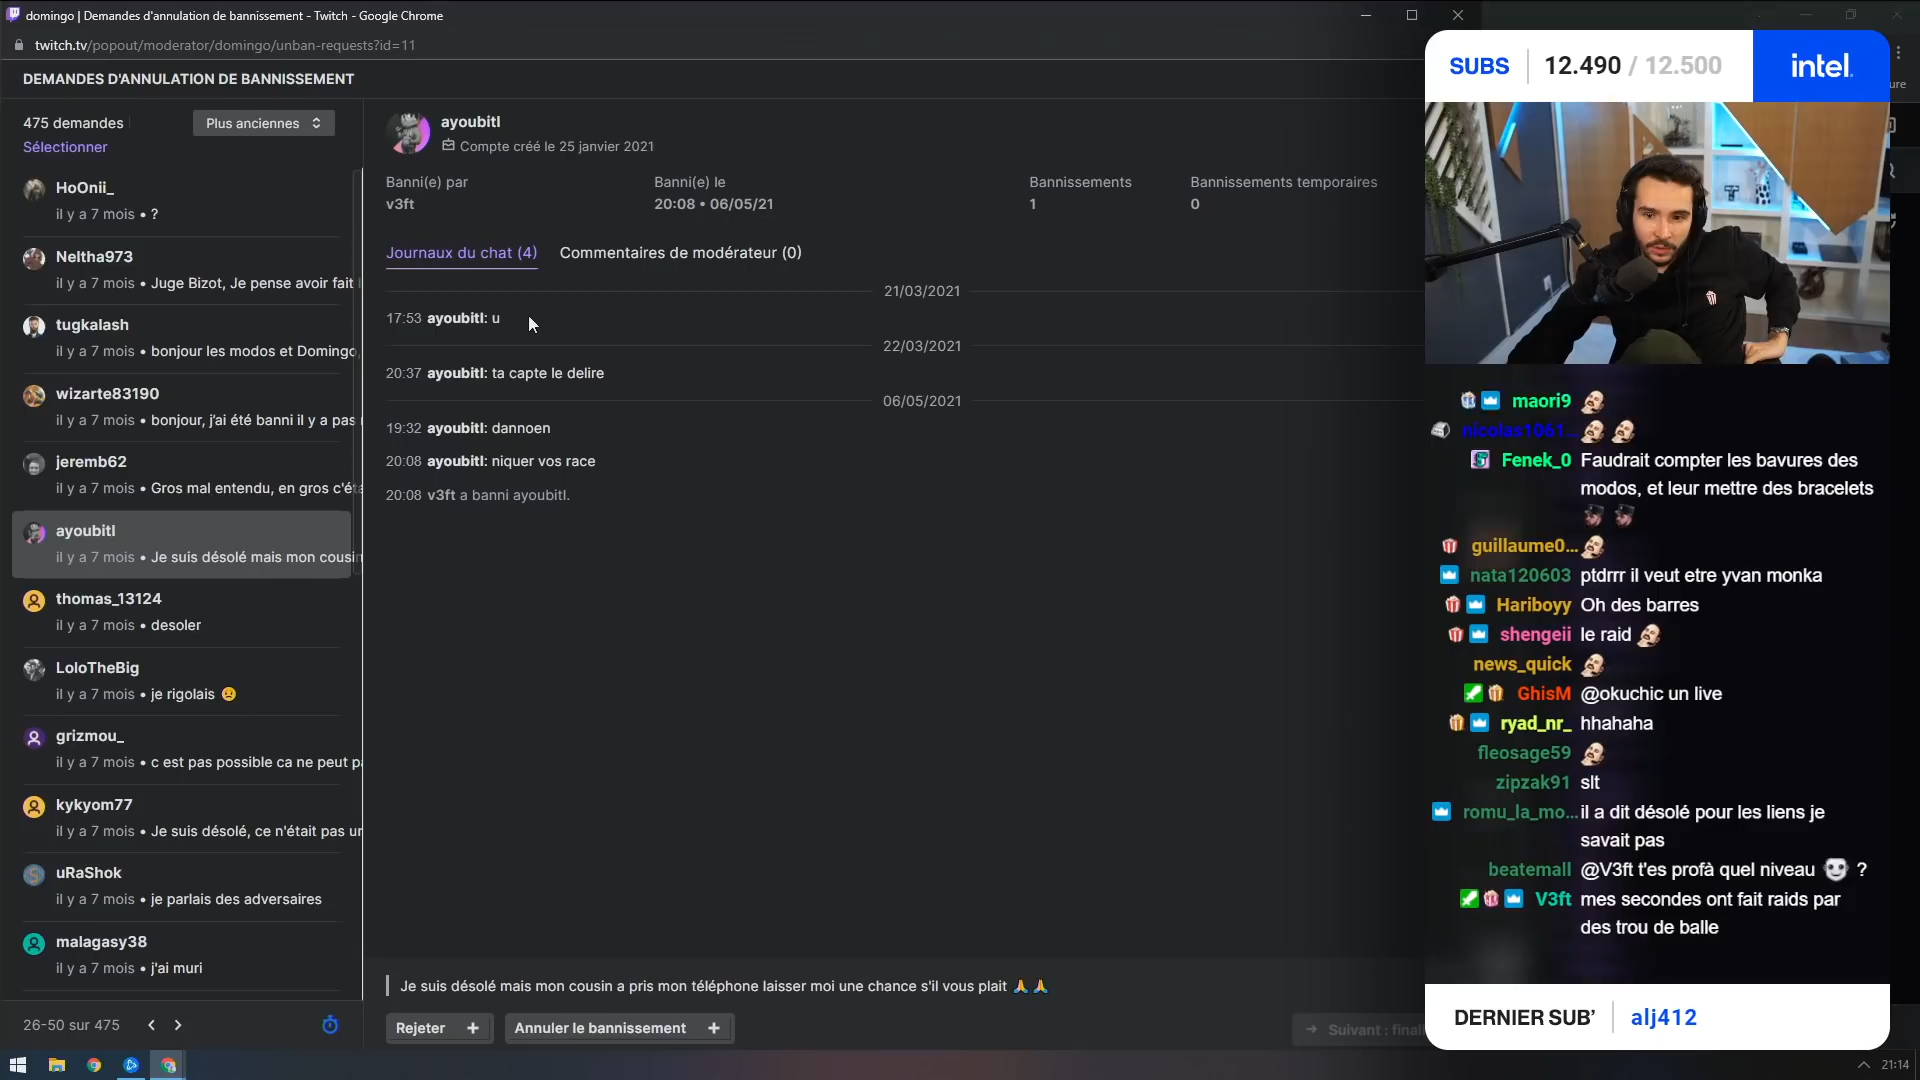 domingo | Demandes d'annulation de bannissement - Twitch - Google Chrome
twitch.tv/popout/moderator/domingo/unban-requests?id=11
DEMANDES D'ANNULATION DE BANNISSEMENT
475 demandes
Plus anciennes
Sélectionner
HoOnii_
il y a 7 mois • ?
Neltha973
il y a 7 mois • Juge Bizot, Je pense avoir fait
tugkalash
il y a 7 mois • bonjour les modos et Domingo,
wizarte83190
il y a 7 mois • bonjour, j'ai été banni il y a pas
jeremb62
il y a 7 mois • Gros mal entendu, en gros c'éta
ayoubitl
il y a 7 mois • Je suis désolé mais mon cousin
thomas_13124
il y a 7 mois • desoler
LoloTheBig
il y a 7 mois • je rigolais 😟
grizmou_
il y a 7 mois • c est pas possible ca ne peut pa
kykyom77
il y a 7 mois • Je suis désolé, ce n'était pas un
uRaShok
il y a 7 mois • je parlais des adversaires
malagasy38
il y a 7 mois • j'ai muri
26-50 sur 475
ayoubitl
Compte créé le 25 janvier 2021
Banni(e) par
v3ft
Banni(e) le
20:08 • 06/05/21
Bannissements
1
Bannissements temporaires
0
Journaux du chat (4)
Commentaires de modérateur (0)
21/03/2021
17:53 ayoubitl: u
22/03/2021
20:37 ayoubitl: ta capte le delire
06/05/2021
19:32 ayoubitl: dannoen
20:08 ayoubitl: niquer vos race
20:08 v3ft a banni ayoubitl.
Je suis désolé mais mon cousin a pris mon téléphone laisser moi une chance s'il vous plait 🙏 🙏
Rejeter +
Annuler le bannissement +
→ Suivant : finali
SUBS 12.490 / 12.500
intel.
ure
maori9
nicolas1061...
Fenek_0 Faudrait compter les bavures des
modos, et leur mettre des bracelets
guillaume0...
nata120603 ptdrrr il veut etre yvan monka
Hariboyy Oh des barres
shengeii le raid
news_quick
GhisM @okuchic un live
ryad_nr_ hhahaha
fleosage59
zipzak91 slt
romu_la_mo... il a dit désolé pour les liens je
savait pas
beatemall @V3ft t'es profà quel niveau ?
V3ft mes secondes ont fait raids par
des trou de balle
DERNIER SUB' alj412
21:14